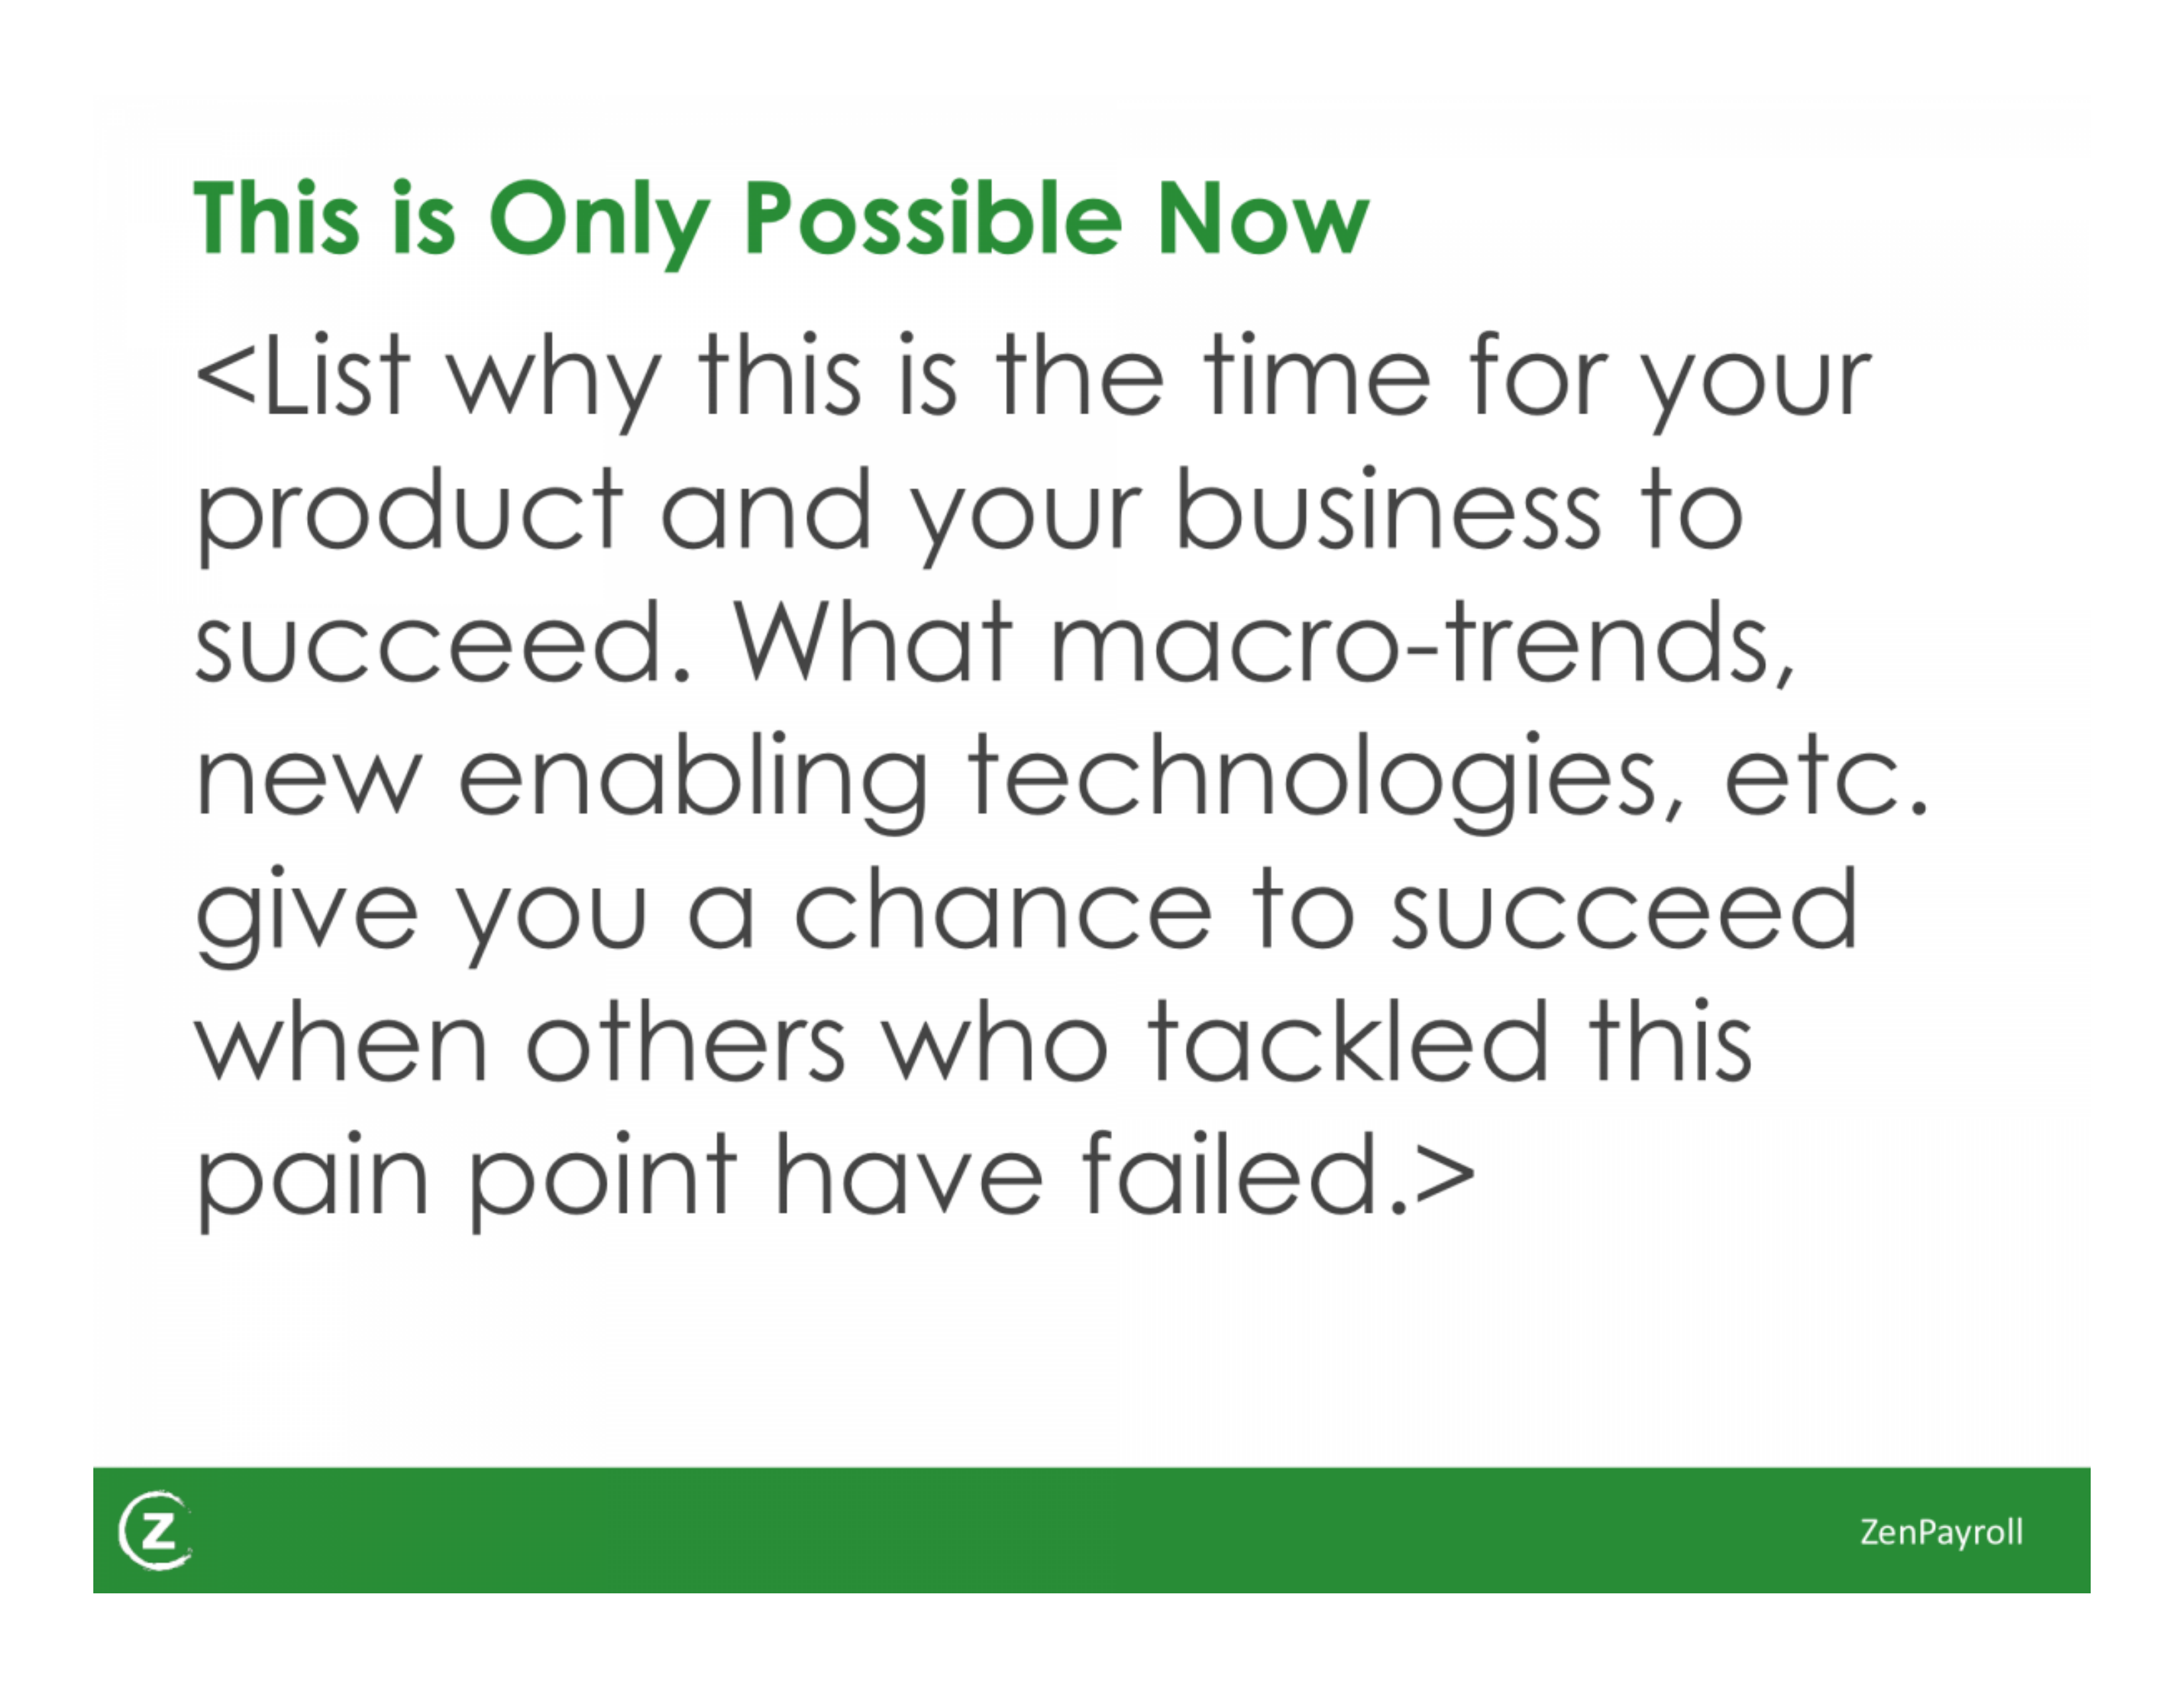 This is Only Possible Now
<List why this is the time for your
product and your business to
succeed. What macro-trends,
new enabling technologies, etc.
give you a chance to succeed
when others who tackled this
pain point have failed.>
Z
ZenPayroll